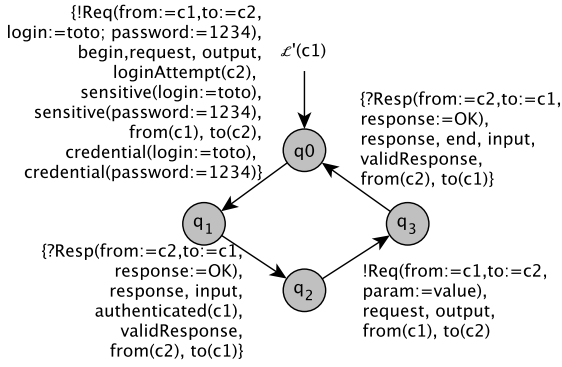 {!Req(from:=c1,to:=c2,
login:=toto; password:=1234),
begin,request, output,
loginAttempt(c2),
sensitive(login:=toto),
sensitive(password:=1234),
from(c1), to(c2),
credential(login:=toto),
credential(password:=1234)}
ℒ'(c1)
{?Resp(from:=c2,to:=c1,
response:=OK),
response, end, input,
validResponse,
from(c2), to(c1)}
q0
q1
q3
q2
{?Resp(from:=c2,to:=c1,
response:=OK),
response, input,
authenticated(c1),
validResponse,
from(c2), to(c1)}
!Req(from:=c1,to:=c2,
param:=value),
request, output,
from(c1), to(c2)